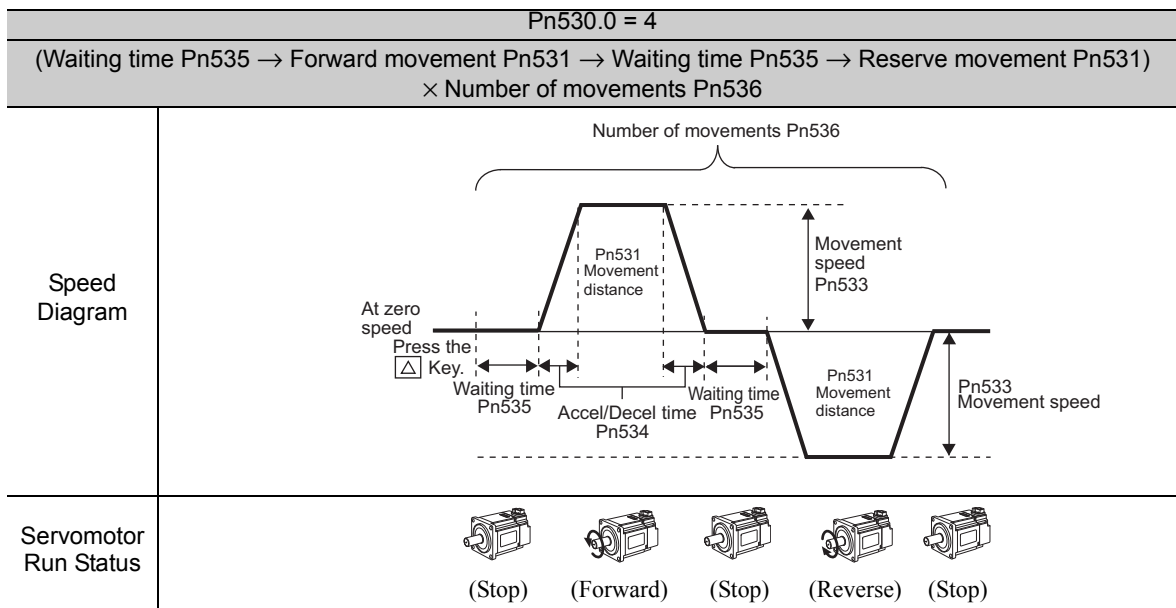 Pn530.0 = 4
(Waiting time Pn535 → Forward movement Pn531 → Waiting time Pn535 → Reserve movement Pn531)
× Number of movements Pn536
Speed
Diagram
Number of movements Pn536
Pn531
Movement
distance
Movement
speed
Pn533
At zero
speed
Press the
△ Key.
Waiting time
Pn535
Accel/Decel time
Pn534
Waiting time
Pn535
Pn531
Movement
distance
Pn533
Movement speed
Servomotor
Run Status
(Stop) (Forward) (Stop) (Reverse) (Stop)